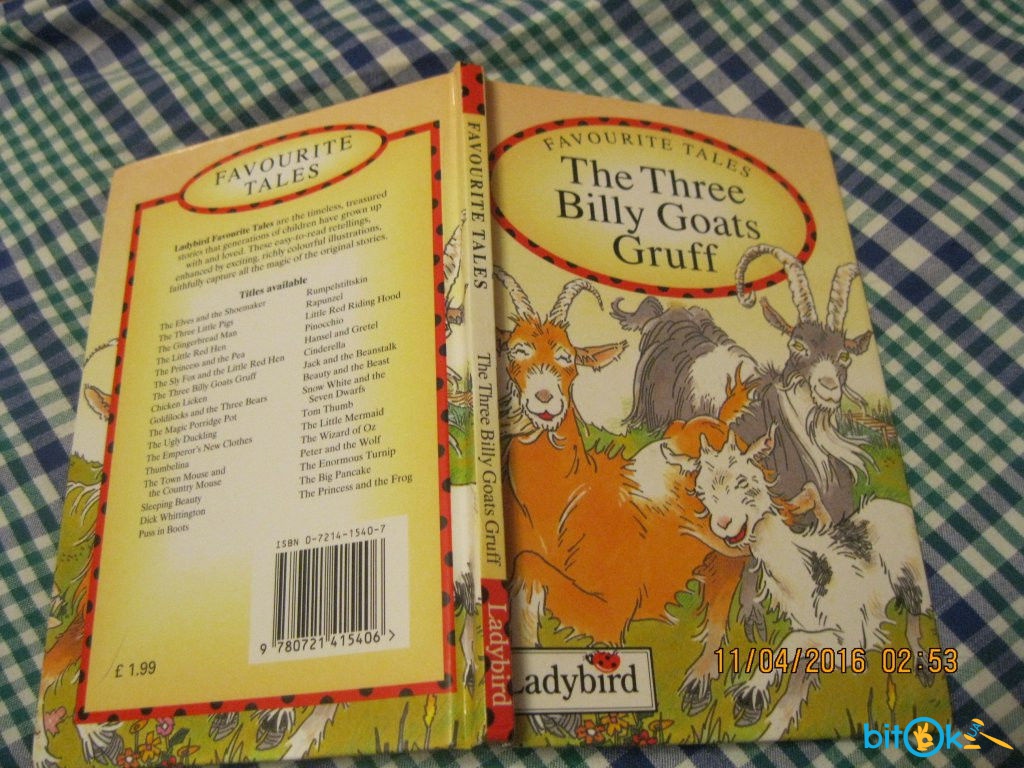 FAVOURITE
TALES
Ladybird Favourite Tales are the timeless, treasured
stories that generations of children have grown up
with and loved. These easy-to-read retellings,
enhanced by exciting, richly colourful illustrations,
faithfully capture all the magic of the original stories.
Titles available
The Elves and the Shoemaker
The Three Little Pigs
The Gingerbread Man
The Little Red Hen
The Princess and the Pea
The Sly Fox and the Little Red Hen
The Three Billy Goats Gruff
Chicken Licken
Goldilocks and the Three Bears
The Magic Porridge Pot
The Ugly Duckling
The Emperor's New Clothes
Thumbelina
The Town Mouse and
the Country Mouse
Sleeping Beauty
Dick Whittington
Puss in Boots
Rumpelstiltskin
Rapunzel
Little Red Riding Hood
Pinocchio
Hansel and Gretel
Cinderella
Jack and the Beanstalk
Beauty and the Beast
Snow White and the
Seven Dwarfs
Tom Thumb
The Little Mermaid
The Wizard of Oz
Peter and the Wolf
The Enormous Turnip
The Big Pancake
The Princess and the Frog
ISBN 0-7214-1540-7
9 780721 415406 >
£ 1.99
FAVOURITE TALES The Three Billy Goats Gruff Ladybird
FAVOURITE TALES
The Three
Billy Goats
Gruff
Ladybird
11/04/2016 02:53